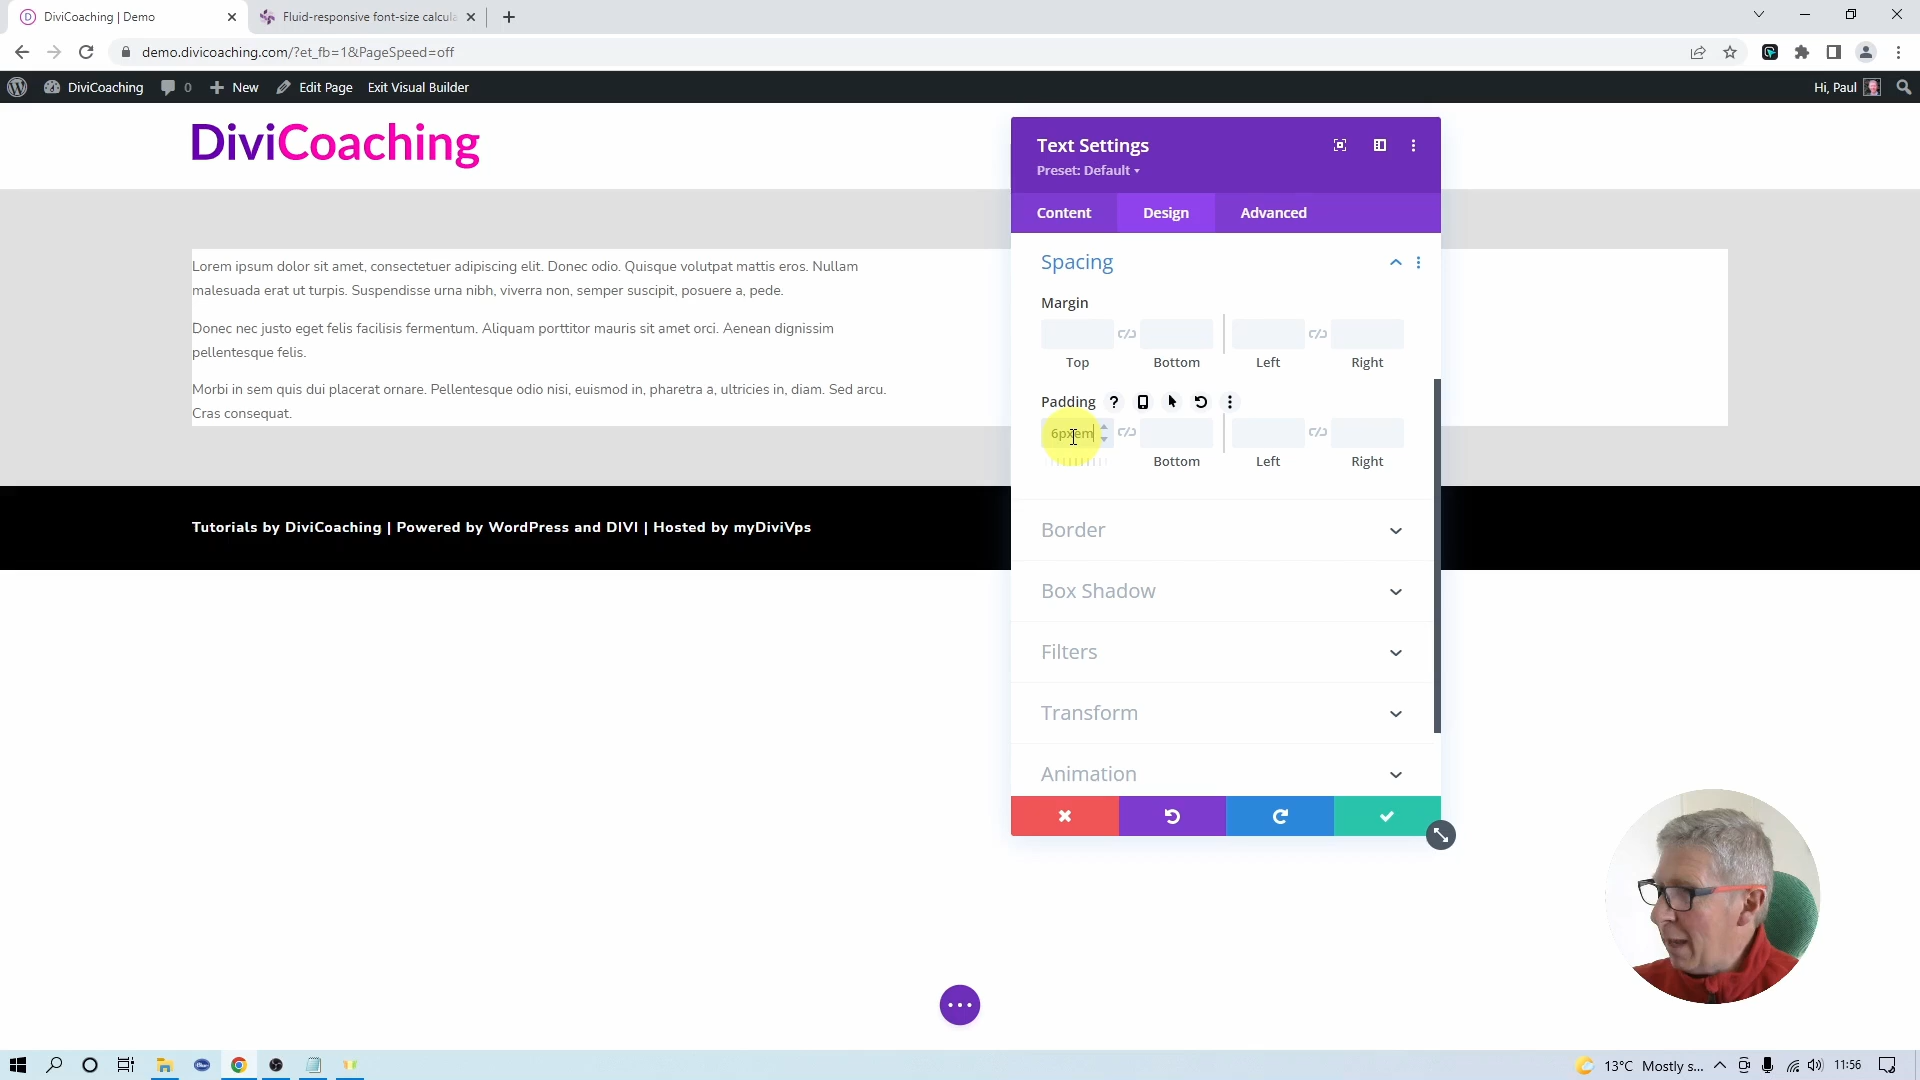 DiviCoaching | Demo
Fluid-responsive font-size calcula
demo.divicoaching.com/?et_fb=1&PageSpeed=off
DiviCoaching
0
New
Edit Page
Exit Visual Builder
Hi, Paul
DiviCoaching
Lorem ipsum dolor sit amet, consectetuer adipiscing elit. Donec odio. Quisque volutpat mattis eros. Nullam
malesuada erat ut turpis. Suspendisse urna nibh, viverra non, semper suscipit, posuere a, pede.
Donec nec justo eget felis facilisis fermentum. Aliquam porttitor mauris sit amet orci. Aenean dignissim
pellentesque felis.
Morbi in sem quis dui placerat ornare. Pellentesque odio nisi, euismod in, pharetra a, ultricies in, diam. Sed arcu.
Cras consequat.
Tutorials by DiviCoaching | Powered by WordPress and DIVI | Hosted by myDiviVps
Text Settings
Preset: Default
Content Design Advanced
Spacing
Margin
Top Bottom Left Right
Padding ?
6pxem
Bottom Left Right
Border
Box Shadow
Filters
Transform
Animation
13°C Mostly s... 11:56